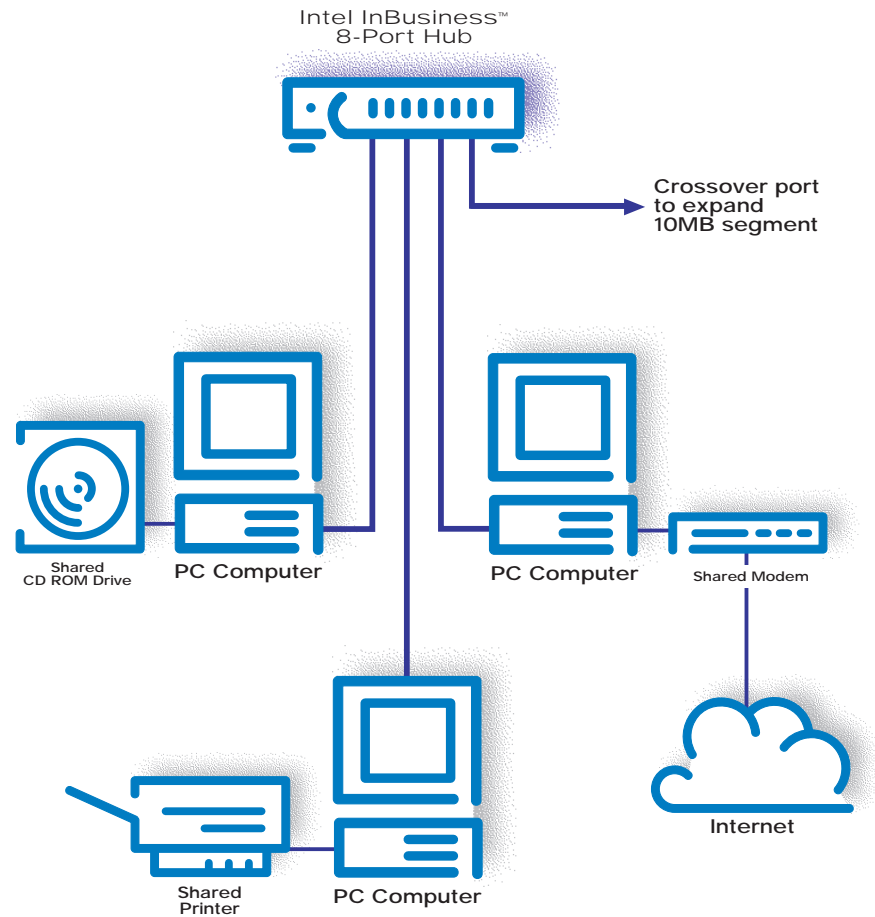 Intel InBusiness™
8-Port Hub
Crossover port
to expand
10MB segment
Shared
CD ROM Drive
PC Computer
PC Computer
Shared Modem
Internet
Shared
Printer
PC Computer